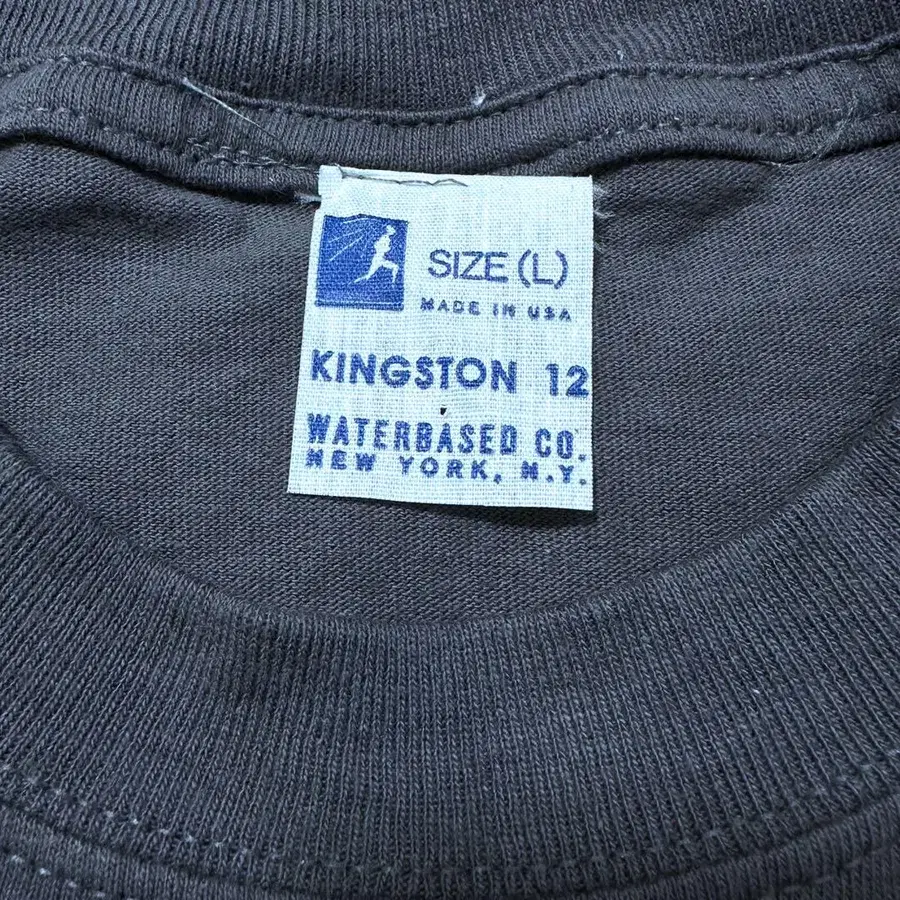 SIZE (L)
MADE IN USA
KINGSTON 12
WATERBASED CO.
NEW YORK, N.Y.